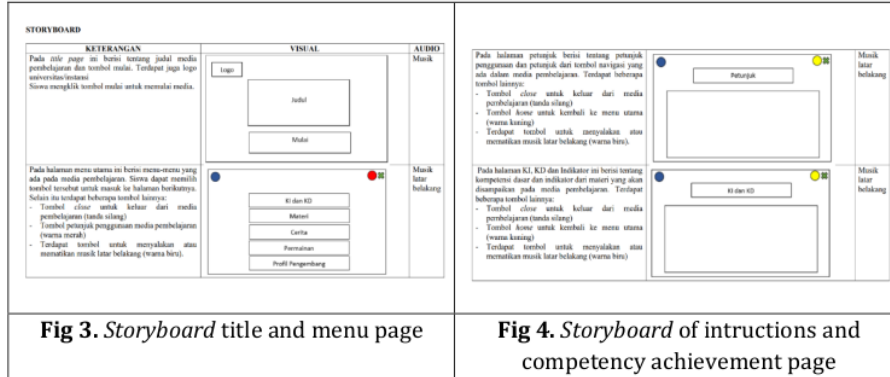 STORYBOARD
KETERANGAN VISUAL AUDIO
Pada title page ini berisi tentang judul media
pembelajaran dan tombol mulai. Terdapat juga logo
universitas/instansi
Siswa mengklik tombol mulai untuk memulai media.
Logo
Judul
Mulai
Musik
Pada halaman menu utama ini berisi menu-menu yang
ada pada media pembelajaran. Siswa dapat memilih
tombol tersebut untuk masuk ke halaman berikutnya.
Selain itu terdapat beberapa tombol lainnya:
- Tombol close untuk keluar dari media
pembelajaran (tanda silang)
- Tombol petunjuk penggunaan media pembelajaran
(warna merah)
- Terdapat tombol untuk menyalakan atau
mematikan musik latar belakang (warna biru).
KI dan KD
Materi
Cerita
Permainan
Profil Pengembang
Musik
latar
belakang
Fig 3. Storyboard title and menu page
Pada halaman petunjuk berisi tentang petunjuk
penggunaan dan petunjuk dari tombol navigasi yang
ada dalam media pembelajaran. Terdapat beberapa
tombol lainnya:
- Tombol close untuk keluar dari media
pembelajaran (tanda silang)
- Tombol home untuk kembali ke menu utama
(warna kuning)
- Terdapat tombol untuk menyalakan atau
mematikan musik latar belakang (warna biru).
Petunjuk
Musik
latar
belakang
Pada halaman KI, KD dan Indikator ini berisi tentang
kompetensi dasar dan indikator dari materi yang akan
disampaikan pada media pembelajaran. Terdapat
beberapa tombol lainnya:
- Tombol close untuk keluar dari media
pembelajaran (tanda silang)
- Tombol home untuk kembali ke menu utama
(warna kuning)
- Terdapat tombol untuk menyalakan atau
mematikan musik latar belakang (warna biru)
KI dan KD
Musik
latar
belakang
Fig 4. Storyboard of intructions and
competency achievement page